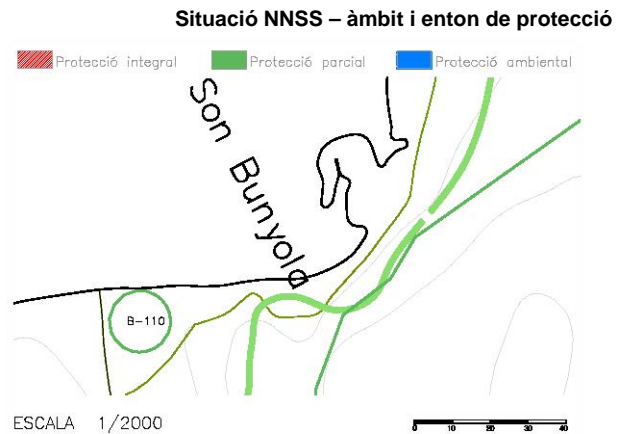 Situació NNSS – àmbit i enton de protecció
Protecció integral Protecció parcial Protecció ambiental
Son Bunyola
B-110
ESCALA 1/2000
0 10 20 30 40